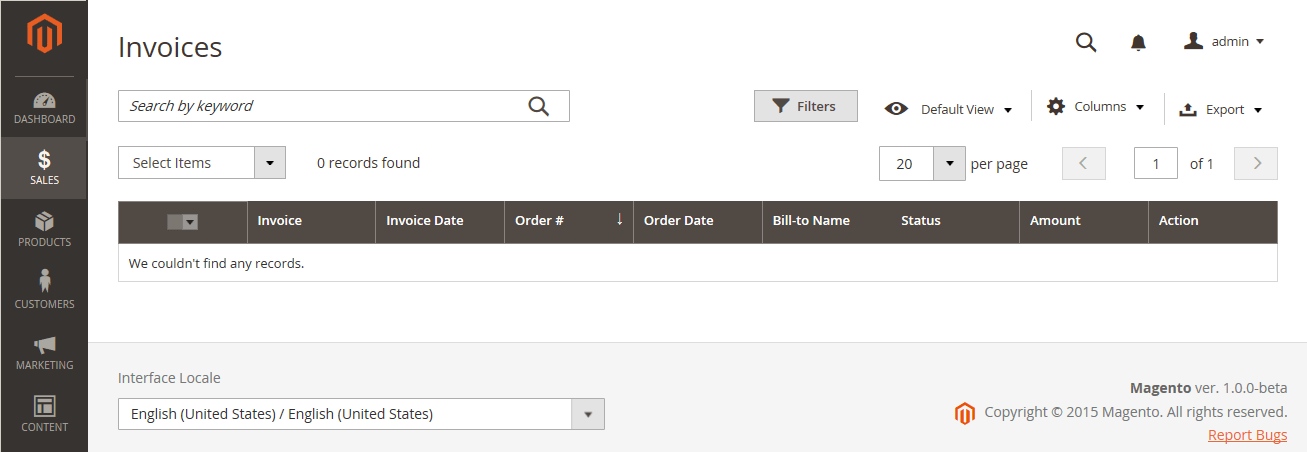 Invoices
admin
Search by keyword
Filters
Default View
Columns
Export
Select Items
0 records found
20
per page
1
of 1
Invoice
Invoice Date
Order #
Order Date
Bill-to Name
Status
Amount
Action
We couldn't find any records.
DASHBOARD
SALES
PRODUCTS
CUSTOMERS
MARKETING
CONTENT
Interface Locale
English (United States) / English (United States)
Magento ver. 1.0.0-beta
Copyright © 2015 Magento. All rights reserved.
Report Bugs